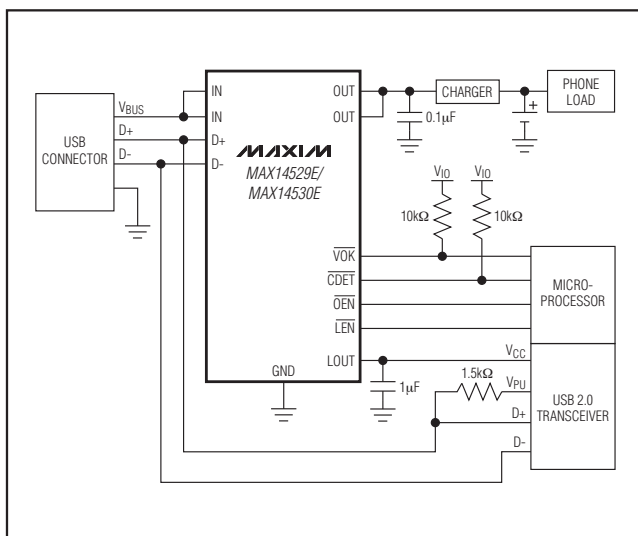 USB
CONNECTOR
VBUS
D+
D-
IN
IN
D+
D-
MAXIM
MAX14529E/
MAX14530E
GND
OUT
OUT
0.1µF
CHARGER
+
PHONE
LOAD
VIO
VIO
10kΩ
10kΩ
VOK
CDET
OEN
LEN
LOUT
1µF
1.5kΩ
MICRO-
PROCESSOR
VCC
VPU
D+
D-
USB 2.0
TRANSCEIVER